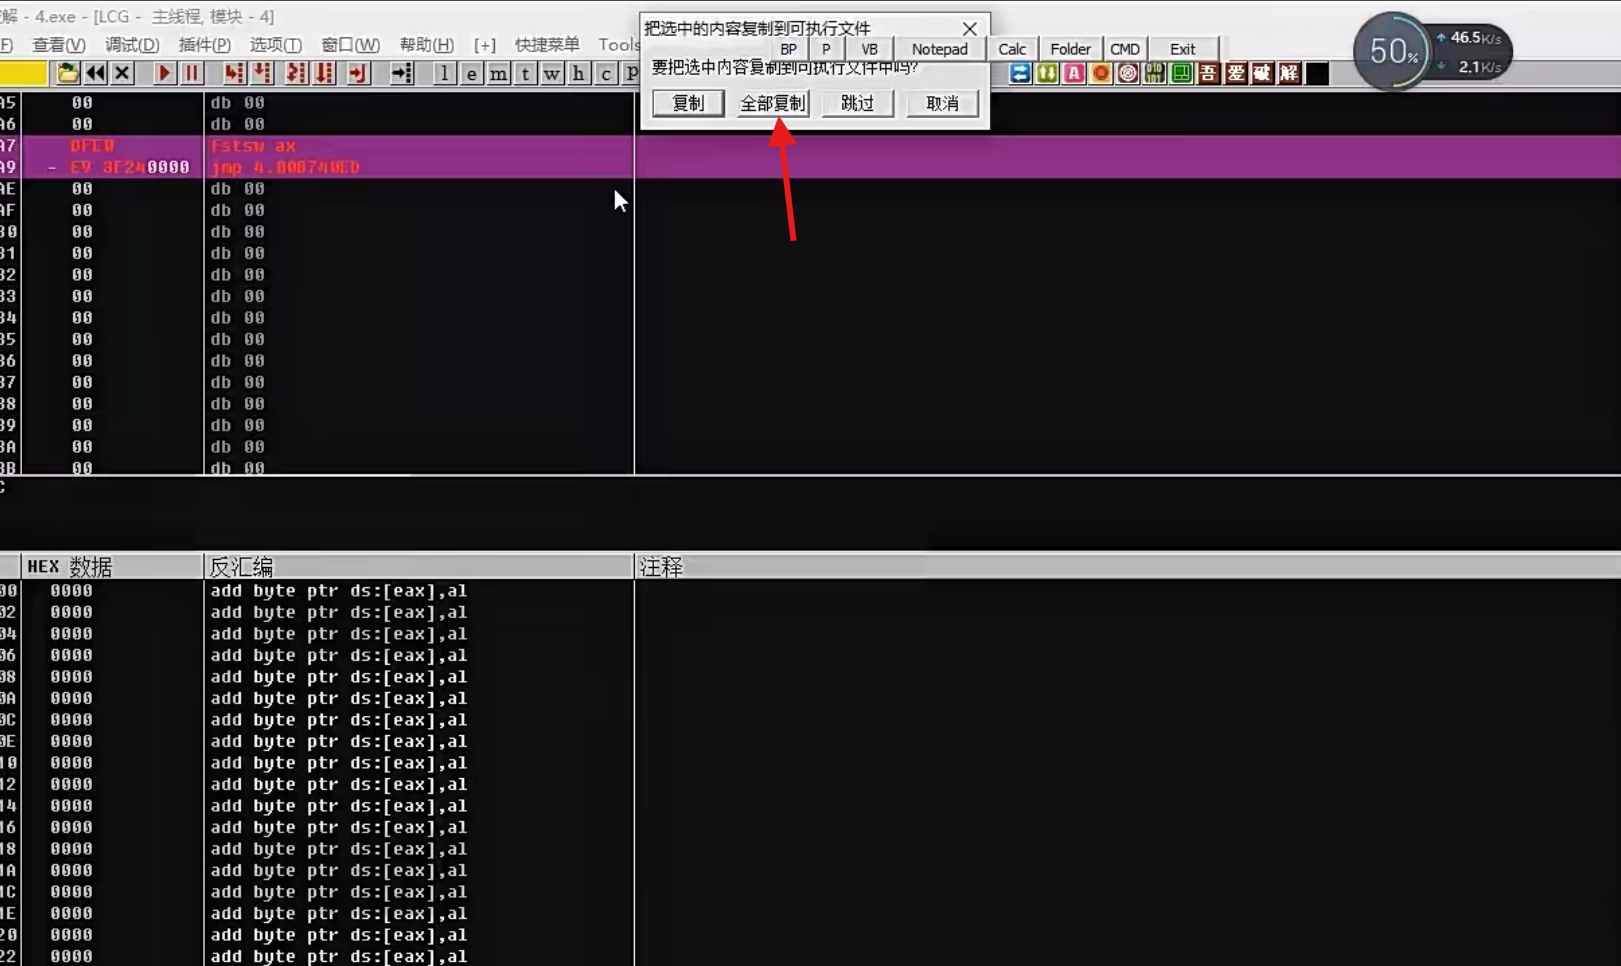 解 - 4.exe - [LCG - 主线程, 模块 - 4]
查看(V) 调试(D) 插件(P) 选项(T) 窗口(W) 帮助(H) [+] 快捷菜单 Tools
把选中的内容复制到可执行文件
BP P VB Notepad Calc Folder CMD Exit
要把选中内容复制到可执行文件中吗?
复制 全部复制 跳过 取消
50%
46.5K/s
2.1K/s
l e m t w h c P
吾 爱 破 解
A5 00 db 00
A6 00 db 00
A7 DFE0 fstsw ax
A9 - E9 3F240000 jmp
AE 00 db 00
AF 00 db 00
B0 00 db 00
B1 00 db 00
B2 00 db 00
B3 00 db 00
B4 00 db 00
B5 00 db 00
B6 00 db 00
B7 00 db 00
B8 00 db 00
B9 00 db 00
BA 00 db 00
BB 00 db 00
HEX 数据 反汇编 注释
00 0000 add byte ptr ds:[eax],al
02 0000 add byte ptr ds:[eax],al
04 0000 add byte ptr ds:[eax],al
06 0000 add byte ptr ds:[eax],al
08 0000 add byte ptr ds:[eax],al
0A 0000 add byte ptr ds:[eax],al
0C 0000 add byte ptr ds:[eax],al
0E 0000 add byte ptr ds:[eax],al
10 0000 add byte ptr ds:[eax],al
12 0000 add byte ptr ds:[eax],al
14 0000 add byte ptr ds:[eax],al
16 0000 add byte ptr ds:[eax],al
18 0000 add byte ptr ds:[eax],al
1A 0000 add byte ptr ds:[eax],al
1C 0000 add byte ptr ds:[eax],al
1E 0000 add byte ptr ds:[eax],al
20 0000 add byte ptr ds:[eax],al
22 0000 add byte ptr ds:[eax],al